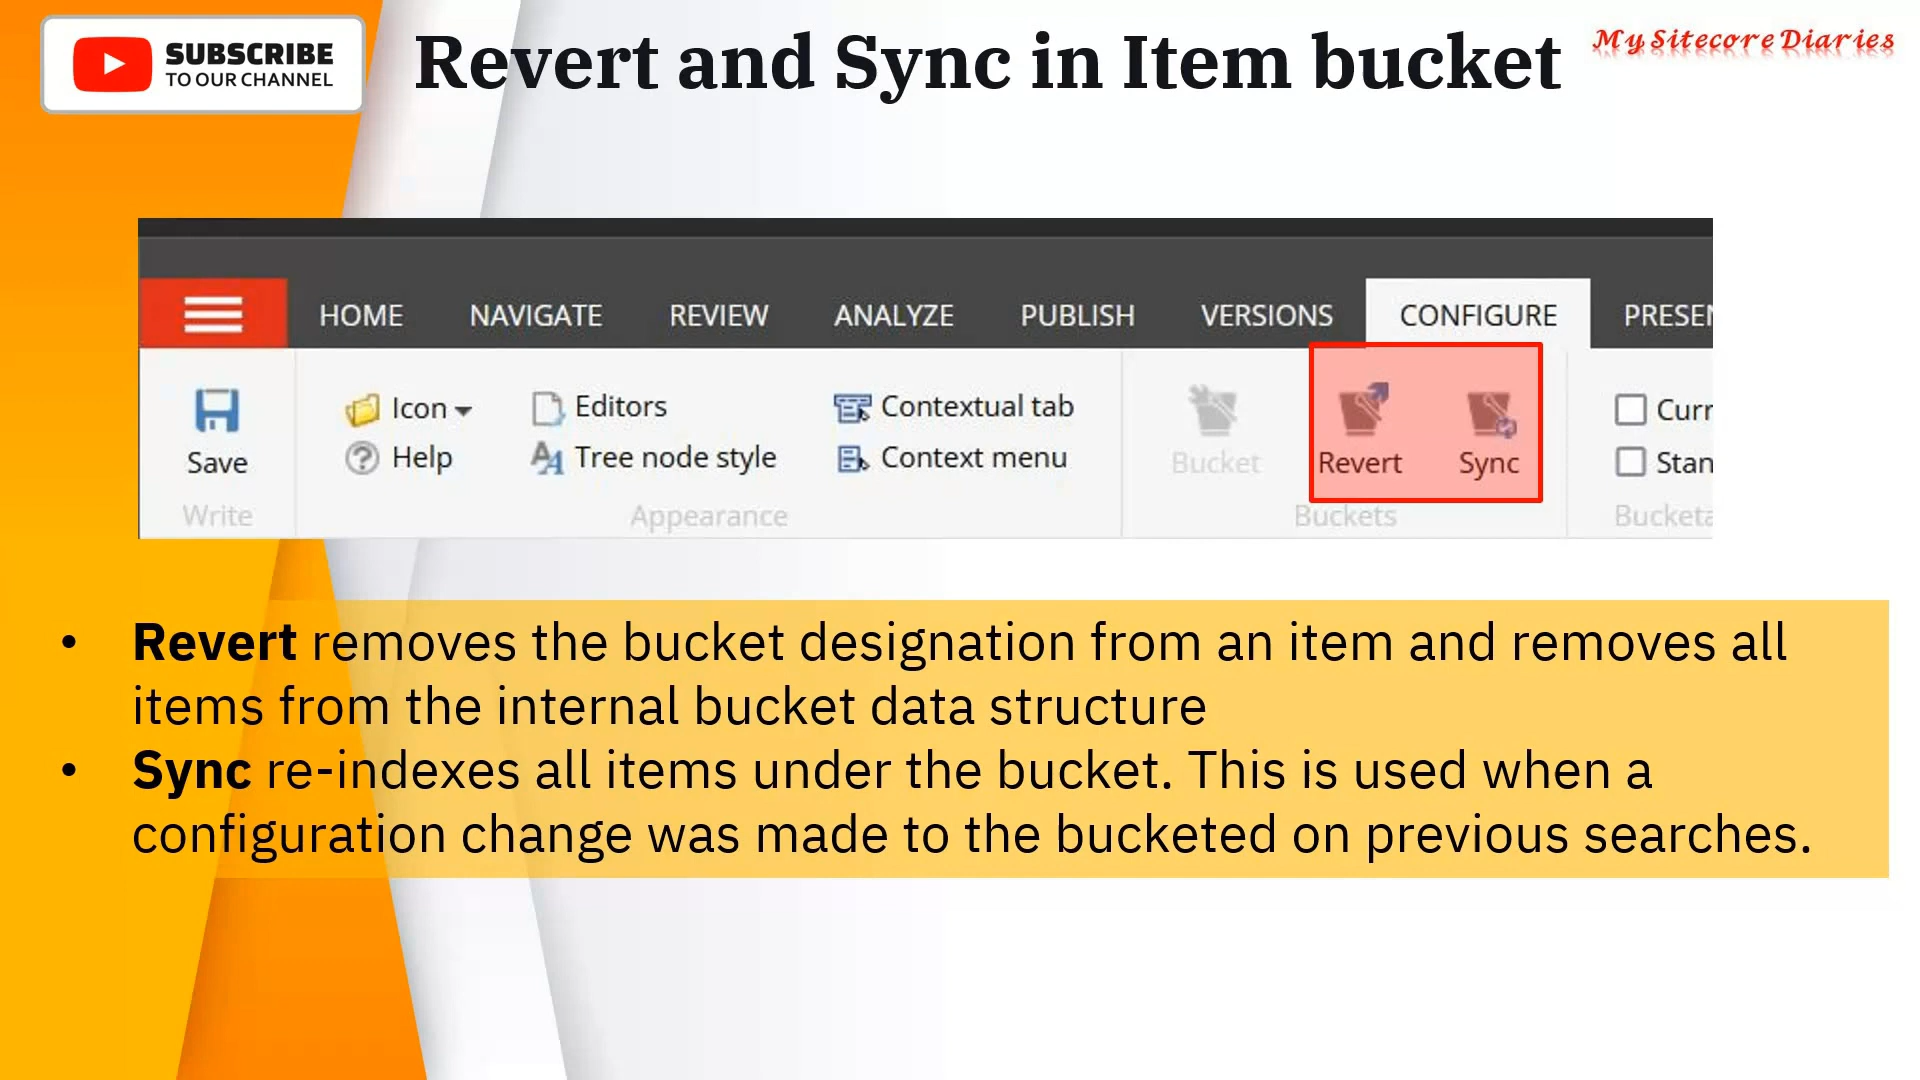 SUBSCRIBE
TO OUR CHANNEL
Revert and Sync in Item bucket
My Sitecore Diaries
HOME NAVIGATE REVIEW ANALYZE PUBLISH VERSIONS CONFIGURE PRESEN
Icon Editors Contextual tab Curr
Help Tree node style Context menu Stan
Save Bucket Revert Sync
Write Appearance Buckets Bucketa
• Revert removes the bucket designation from an item and removes all
items from the internal bucket data structure
• Sync re-indexes all items under the bucket. This is used when a
configuration change was made to the bucketed on previous searches.